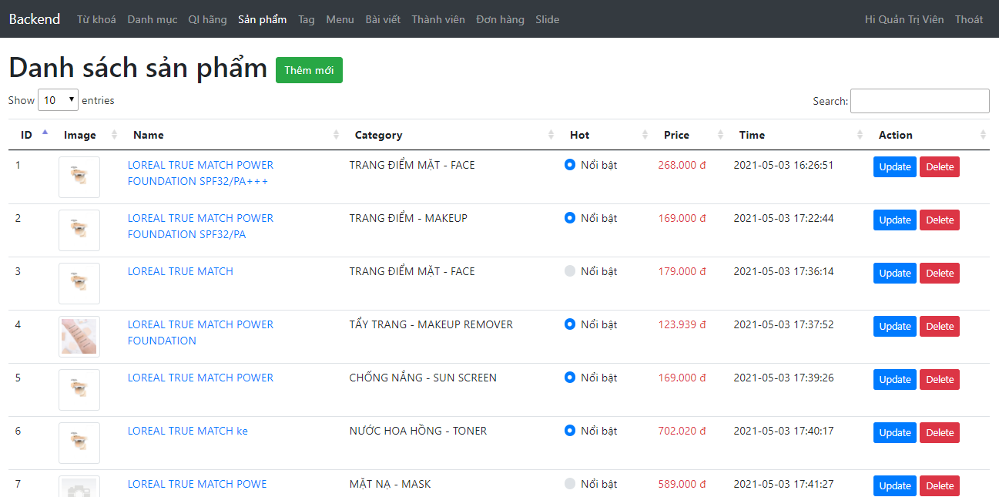 Backend Từ khoá Danh mục Ql hãng Sản phẩm Tag Menu Bài viết Thành viên Đơn hàng Slide Hi Quản Trị Viên Thoát
Danh sách sản phẩm Thêm mới
Show 10 entries Search:
ID Image Name Category Hot Price Time Action
1 LOREAL TRUE MATCH POWER TRANG ĐIỂM MẶT - FACE Nổi bật 268.000 đ 2021-05-03 16:26:51 Update Delete
FOUNDATION SPF32/PA+++
2 LOREAL TRUE MATCH POWER TRANG ĐIỂM - MAKEUP Nổi bật 169.000 đ 2021-05-03 17:22:44 Update Delete
FOUNDATION SPF32/PA
3 LOREAL TRUE MATCH TRANG ĐIỂM MẶT - FACE Nổi bật 179.000 đ 2021-05-03 17:36:14 Update Delete
4 LOREAL TRUE MATCH POWER TẨY TRANG - MAKEUP REMOVER Nổi bật 123.939 đ 2021-05-03 17:37:52 Update Delete
FOUNDATION
5 LOREAL TRUE MATCH POWER CHỐNG NẮNG - SUN SCREEN Nổi bật 169.000 đ 2021-05-03 17:39:26 Update Delete
6 LOREAL TRUE MATCH ke NƯỚC HOA HỒNG - TONER Nổi bật 702.020 đ 2021-05-03 17:40:17 Update Delete
7 LOREAL TRUE MATCH POWE MẶT NẠ - MASK Nổi bật 589.000 đ 2021-05-03 17:41:27 Update Delete